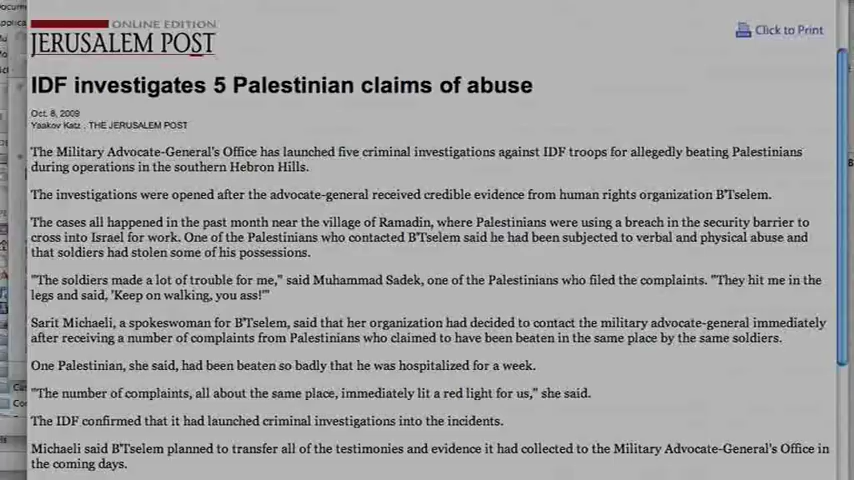 ONLINE EDITION
JERUSALEM POST
Click to Print
IDF investigates 5 Palestinian claims of abuse
Oct. 8, 2009
Yaakov Katz , THE JERUSALEM POST
The Military Advocate-General's Office has launched five criminal investigations against IDF troops for allegedly beating Palestinians
during operations in the southern Hebron Hills.
The investigations were opened after the advocate-general received credible evidence from human rights organization B'Tselem.
The cases all happened in the past month near the village of Ramadin, where Palestinians were using a breach in the security barrier to
cross into Israel for work. One of the Palestinians who contacted B'Tselem said he had been subjected to verbal and physical abuse and
that soldiers had stolen some of his possessions.
"The soldiers made a lot of trouble for me," said Muhammad Sadek, one of the Palestinians who filed the complaints. "They hit me in the
legs and said, 'Keep on walking, you ass!'"
Sarit Michaeli, a spokeswoman for B'Tselem, said that her organization had decided to contact the military advocate-general immediately
after receiving a number of complaints from Palestinians who claimed to have been beaten in the same place by the same soldiers.
One Palestinian, she said, had been beaten so badly that he was hospitalized for a week.
"The number of complaints, all about the same place, immediately lit a red light for us," she said.
The IDF confirmed that it had launched criminal investigations into the incidents.
Michaeli said B'Tselem planned to transfer all of the testimonies and evidence it had collected to the Military Advocate-General's Office in
the coming days.